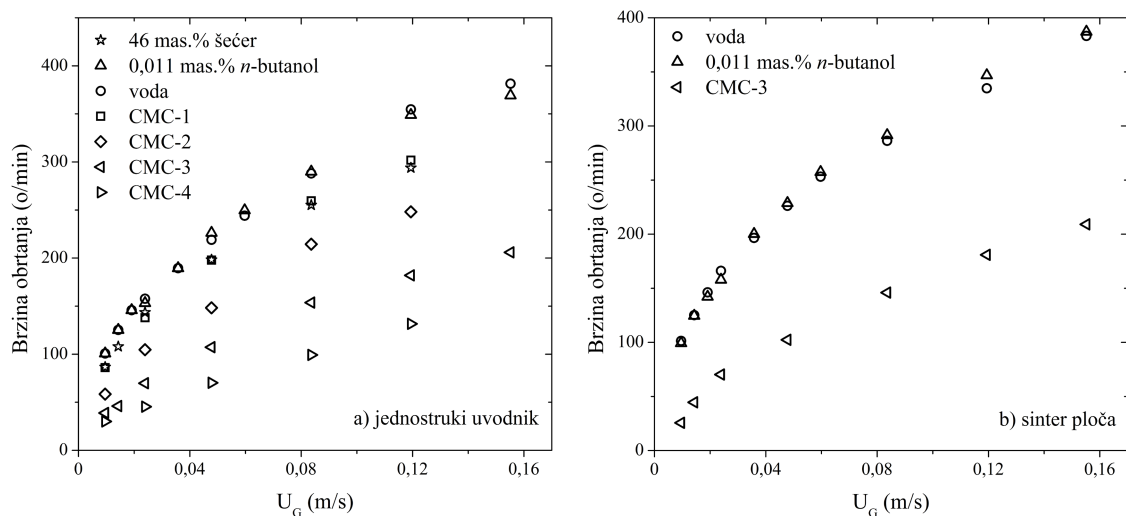 46 mas.% šećer
0,011 mas.% n-butanol
voda
CMC-1
CMC-2
CMC-3
CMC-4
400
300
200
100
0
Brzina obrtanja (o/min)
a) jednostruki uvodnik
0
0,04
0,08
0,12
0,16
U_G (m/s)
voda
0,011 mas.% n-butanol
CMC-3
400
300
200
100
0
Brzina obrtanja (o/min)
b) sinter ploča
0
0,04
0,08
0,12
0,16
U_G (m/s)